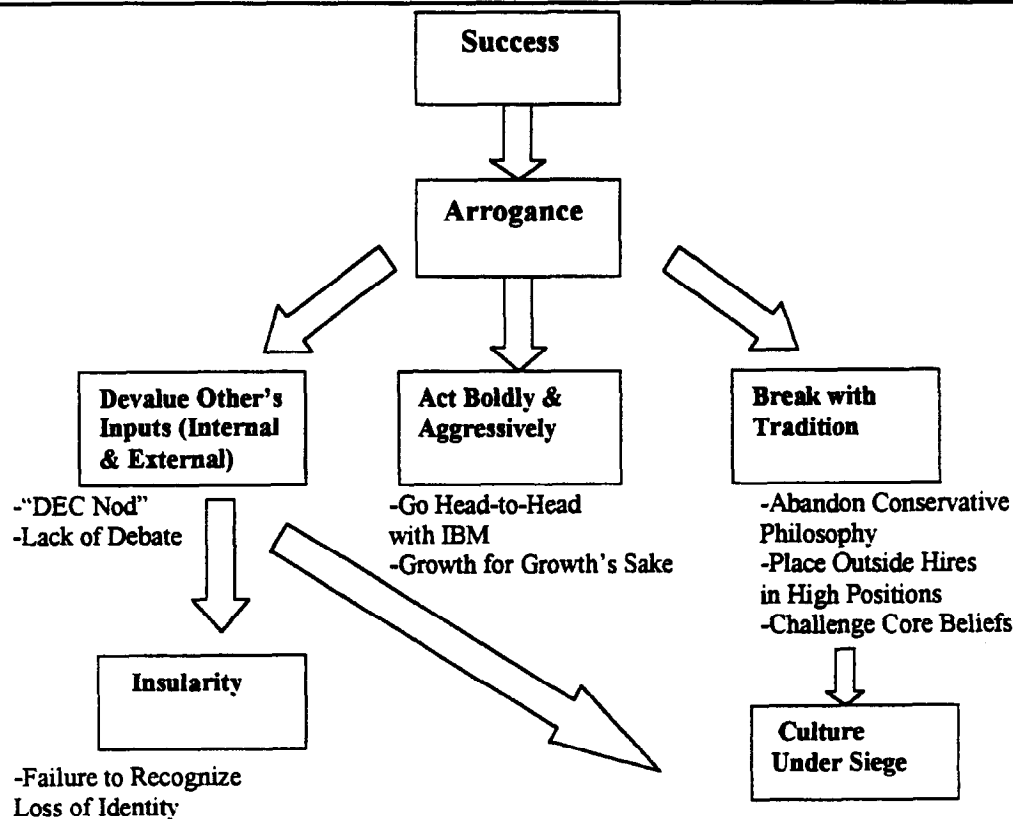 Success
Arrogance
Devalue Other's
Inputs (Internal
& External)
-"DEC Nod"
-Lack of Debate
Act Boldly &
Aggressively
-Go Head-to-Head
with IBM
-Growth for Growth's Sake
Break with
Tradition
-Abandon Conservative
Philosophy
-Place Outside Hires
in High Positions
-Challenge Core Beliefs
Insularity
-Failure to Recognize
Loss of Identity
Culture
Under Siege